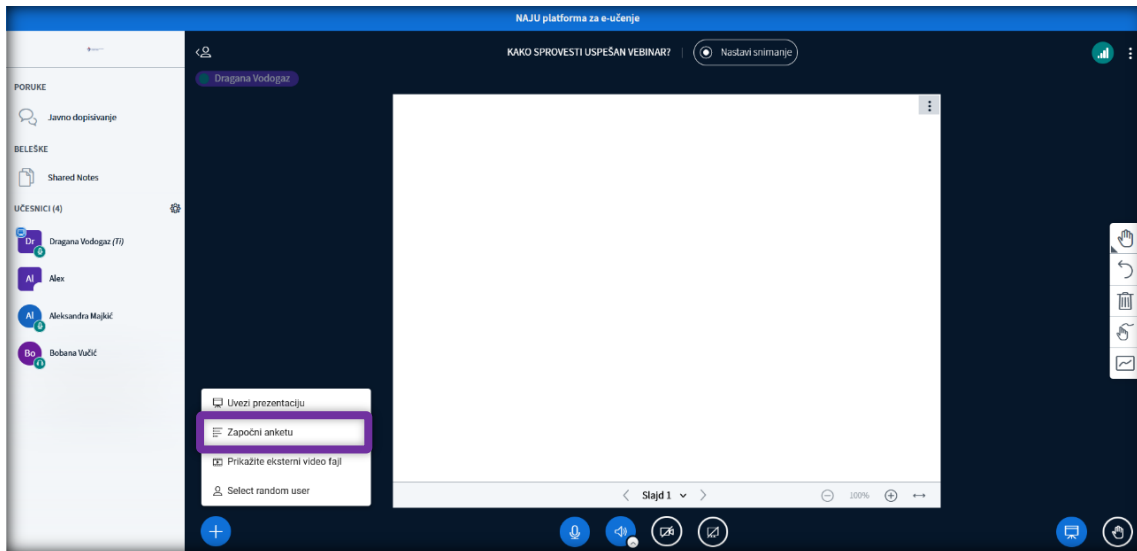 NAJU platforma za e-učenje
KAKO SPROVESTI USPEŠAN VEBINAR?
Nastavi snimanje
Dragana Vodogaz
PORUKE
Javno dopisivanje
BELEŠKE
Shared Notes
UČESNICI (4)
Dr Dragana Vodogaz (Ti)
Al Alex
Al Aleksandra Majkić
Bo Bobana Vučić
Uvezi prezentaciju
Započni anketu
Prikažite eksterni video fajl
Select random user
Slajd 1
100%